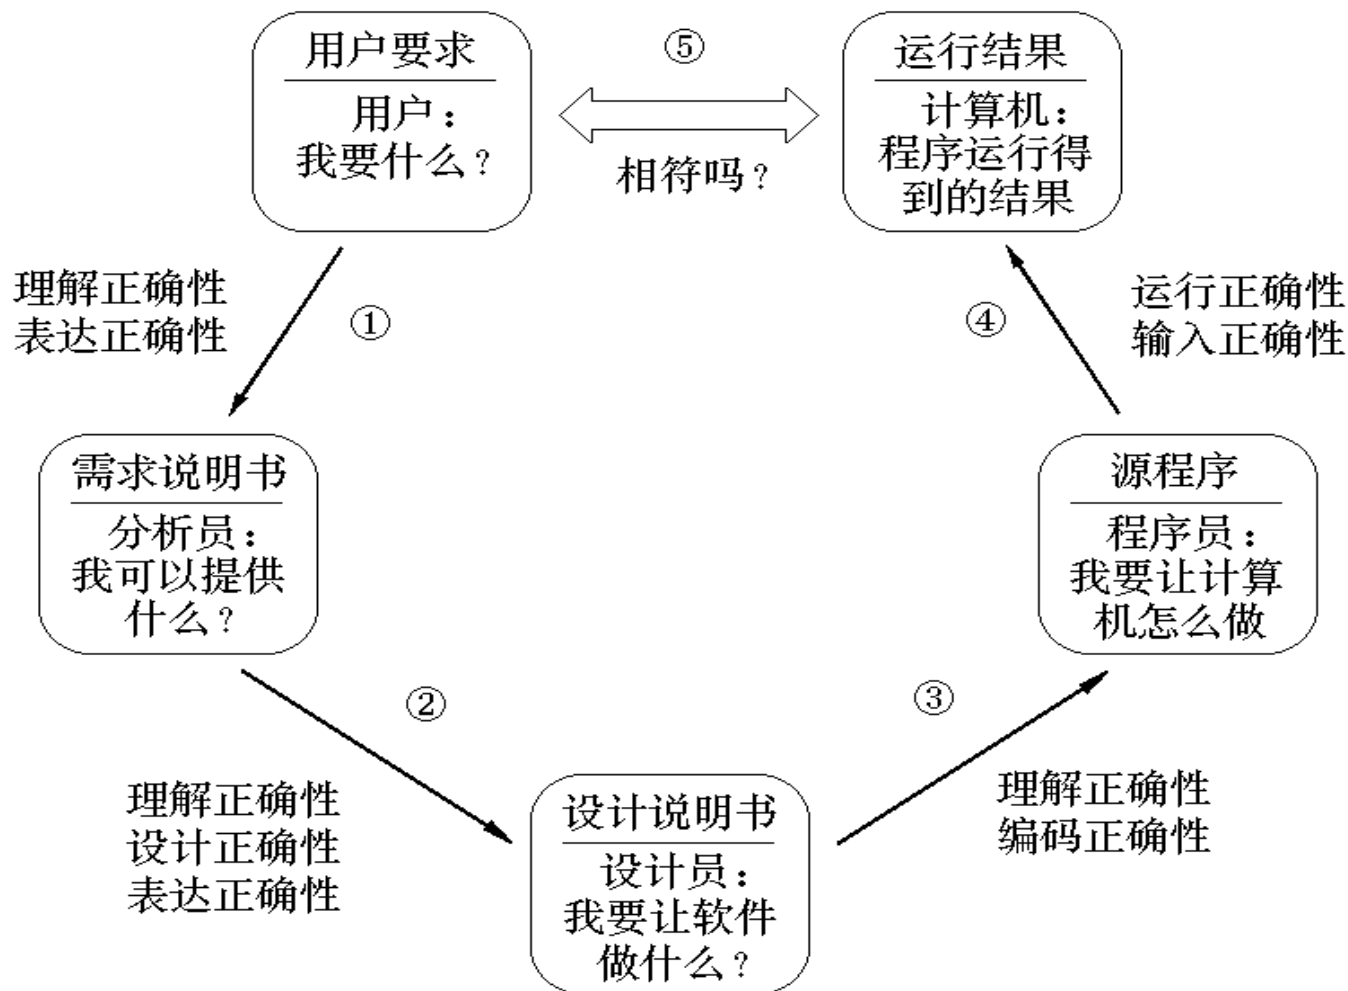 用户要求
用户：
我要什么？
⑤
相符吗？
运行结果
计算机：
程序运行得
到的结果
理解正确性
表达正确性
①
④
运行正确性
输入正确性
需求说明书
分析员：
我可以提供
什么？
源程序
程序员：
我要让计算
机怎么做
②
③
理解正确性
设计正确性
表达正确性
设计说明书
设计员：
我要让软件
做什么？
理解正确性
编码正确性